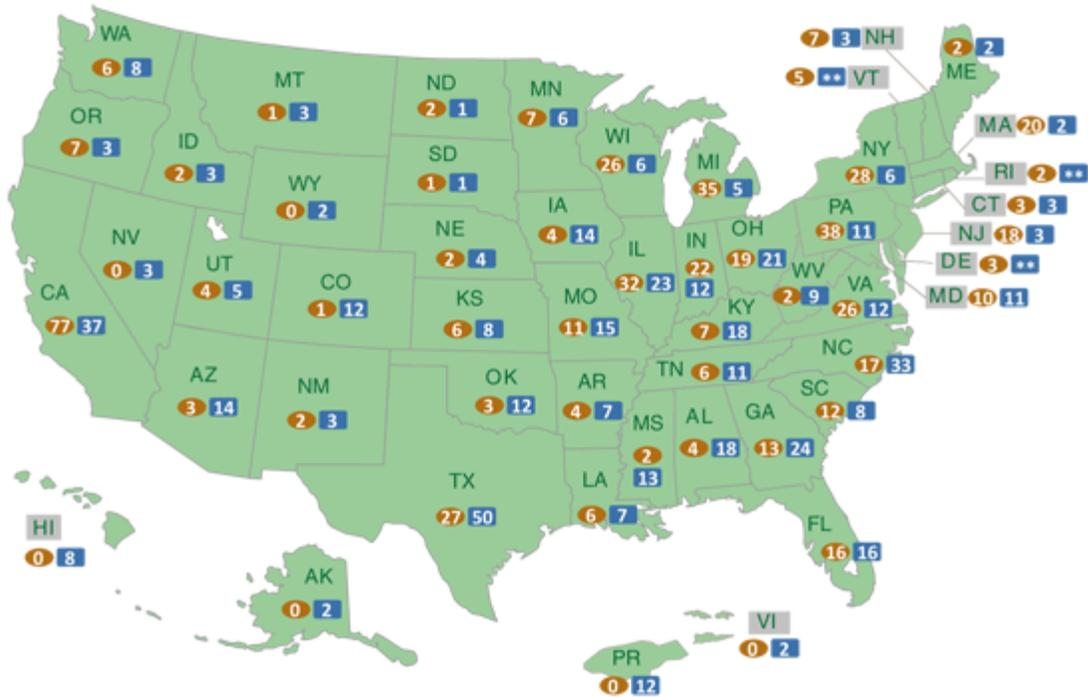 WA
6 8
OR
7 3
ID
2 3
MT
1 3
ND
2 1
MN
7 6
WI
26 6
MI
35 5
7 3 NH
5 ** VT
2 2
ME
MA 20 2
RI 2 **
CT 3 3
NJ 18 3
DE 3 **
MD 10 11
NY
28 6
PA
38 11
SD
1 1
WY
0 2
NV
0 3
UT
4 5
CA
77 37
CO
1 12
NE
2 4
KS
6 8
IA
4 14
MO
11 15
IL
32 23
IN
22
12
OH
19 21
WV
2 9
VA
26 12
KY
7 18
TN 6 11
NC
17 33
SC
12 8
AZ
3 14
NM
2 3
OK
3 12
AR
4 7
MS
2
13
AL
4 18
GA
13 24
TX
27 50
LA
6 7
FL
16 16
HI
0 8
AK
0 2
PR
0 12
VI
0 2